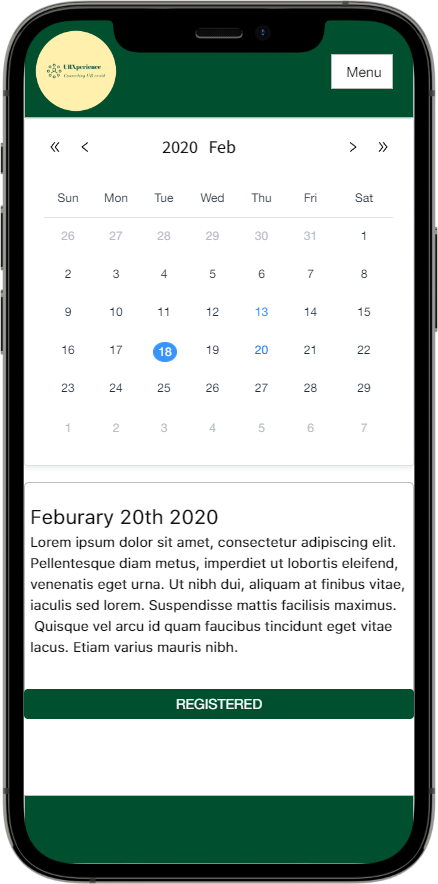 UBXperience
Connecting UB world
Menu
« < 2020 Feb > »
Sun Mon Tue Wed Thu Fri Sat
26 27 28 29 30 31 1
2 3 4 5 6 7 8
9 10 11 12 13 14 15
16 17 18 19 20 21 22
23 24 25 26 27 28 29
1 2 3 4 5 6 7
Feburary 20th 2020
Lorem ipsum dolor sit amet, consectetur adipiscing elit.
Pellentesque diam metus, imperdiet ut lobortis eleifend,
venenatis eget urna. Ut nibh dui, aliquam at finibus vitae,
iaculis sed lorem. Suspendisse mattis facilisis maximus.
Quisque vel arcu id quam faucibus tincidunt eget vitae
lacus. Etiam varius mauris nibh.
REGISTERED